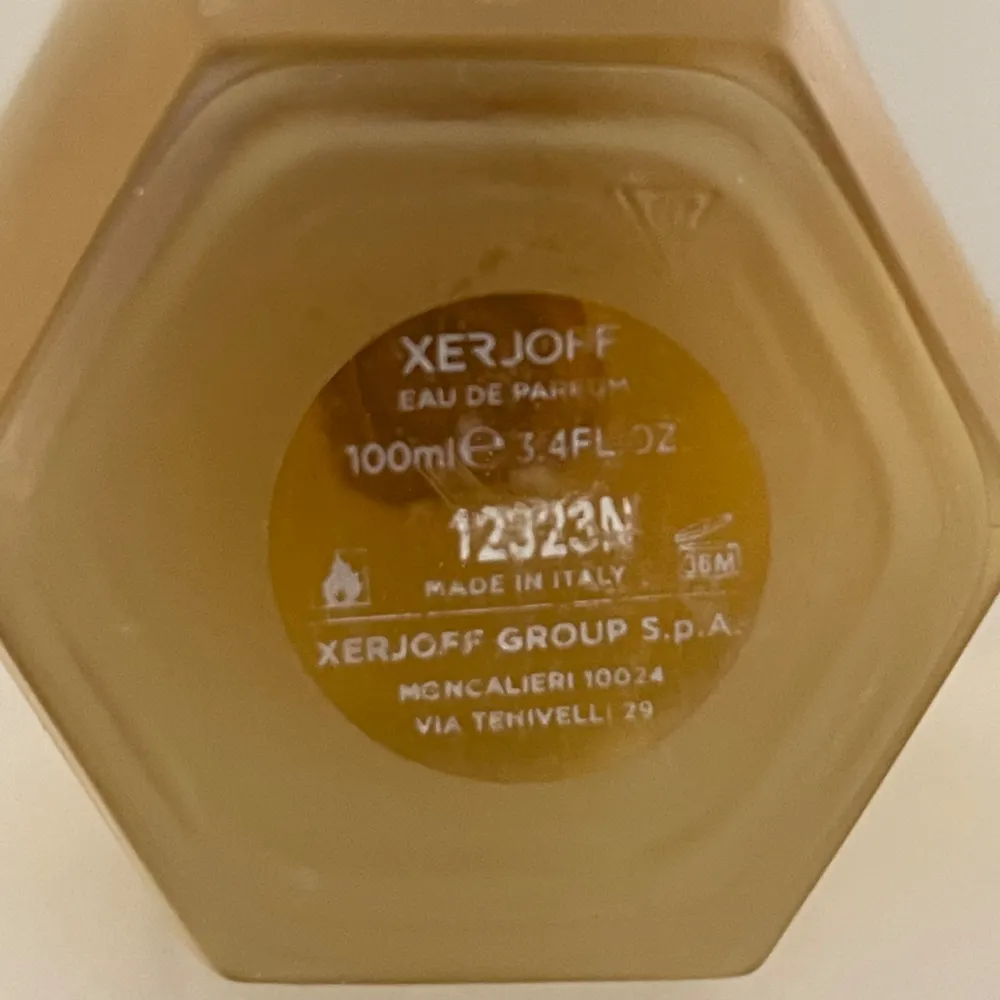 XERJOFF
EAU DE PARFUM
100ml e 3.4FL OZ
12323N
MADE IN ITALY
36M
XERJOFF GROUP S.p.A.
MONCALIERI 10024
VIA TENIVELLI 29